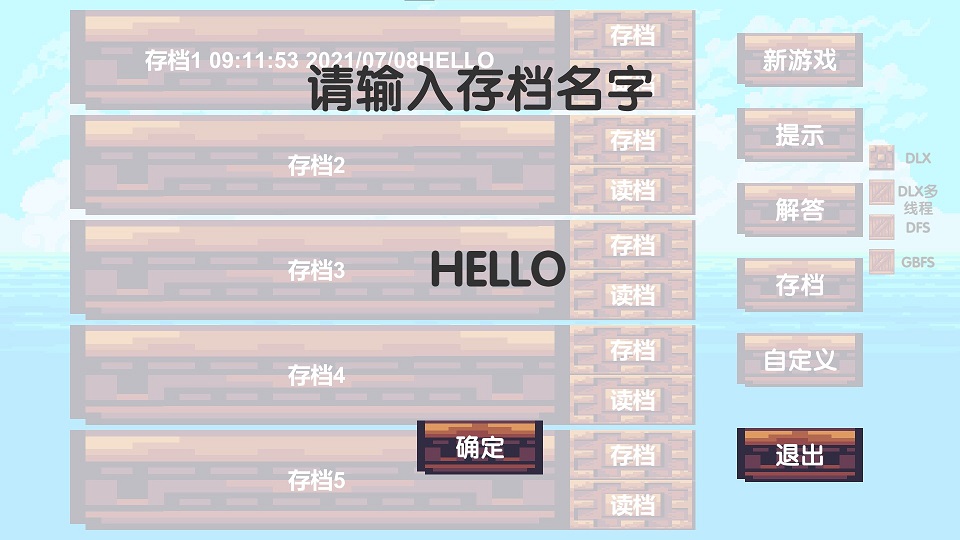 存档1 09:11:53 2021/07/08HELLO
存档
请输入存档名字
存档2
存档
读档
存档3
存档
读档
HELLO
存档4
存档
读档
存档5
存档
读档
确定
新游戏
提示
解答
存档
自定义
退出
DLX
DLX多
线程
DFS
GBFS